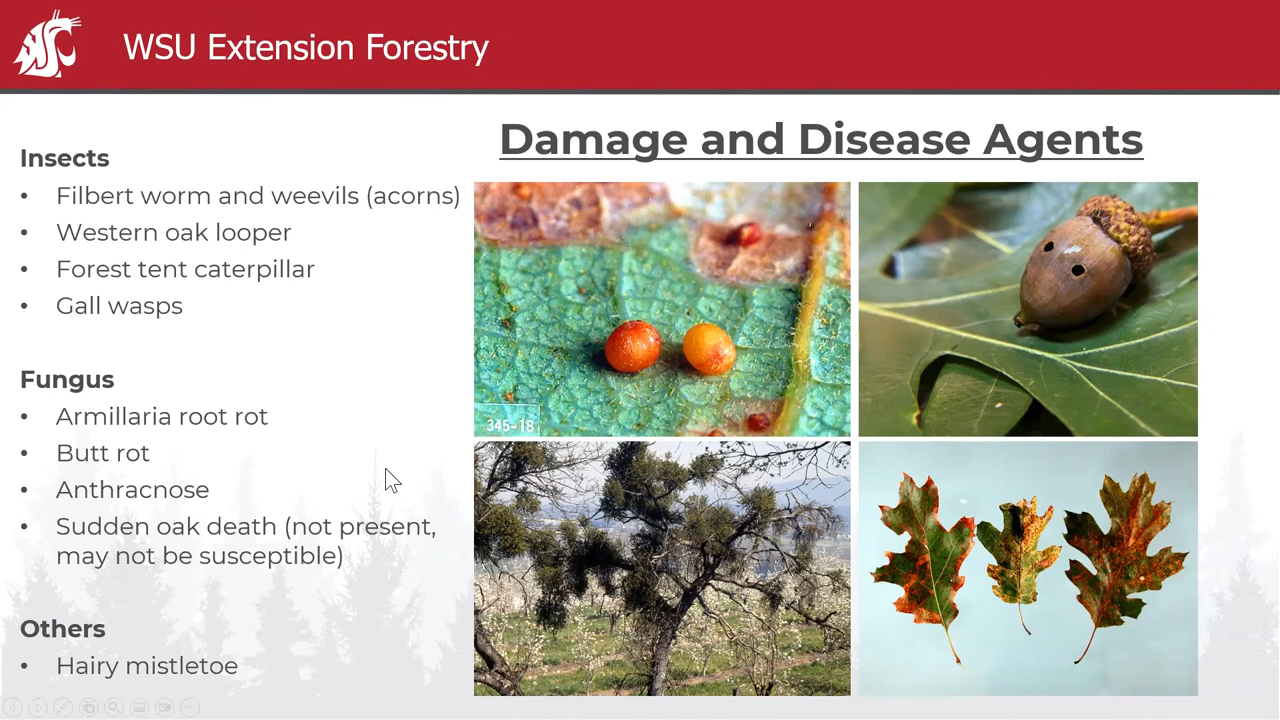 WSU Extension Forestry
Damage and Disease Agents
Insects
• Filbert worm and weevils (acorns)
• Western oak looper
• Forest tent caterpillar
• Gall wasps
Fungus
• Armillaria root rot
• Butt rot
• Anthracnose
• Sudden oak death (not present,
may not be susceptible)
Others
• Hairy mistletoe
345-18